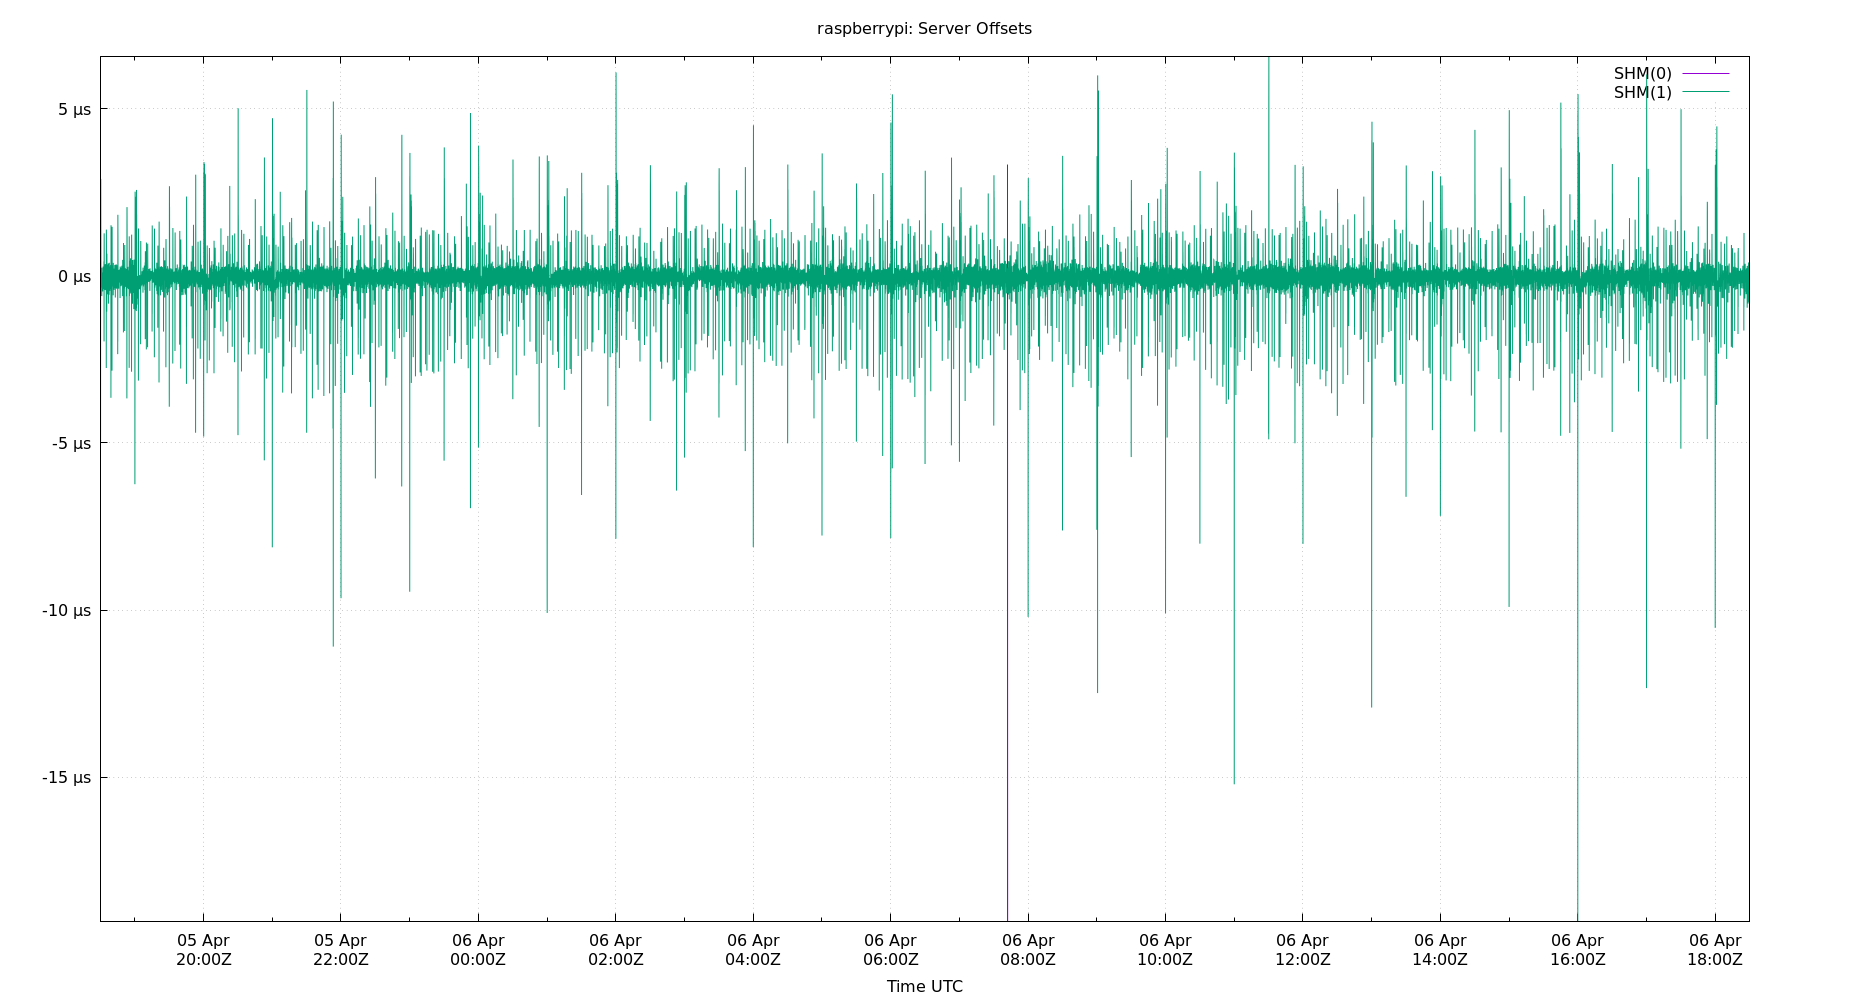 raspberrypi: Server Offsets
SHM(0)
SHM(1)
5 µs
0 µs
-5 µs
-10 µs
-15 µs
05 Apr 05 Apr 06 Apr 06 Apr 06 Apr 06 Apr 06 Apr 06 Apr 06 Apr 06 Apr 06 Apr 06 Apr
20:00Z 22:00Z 00:00Z 02:00Z 04:00Z 06:00Z 08:00Z 10:00Z 12:00Z 14:00Z 16:00Z 18:00Z
Time UTC